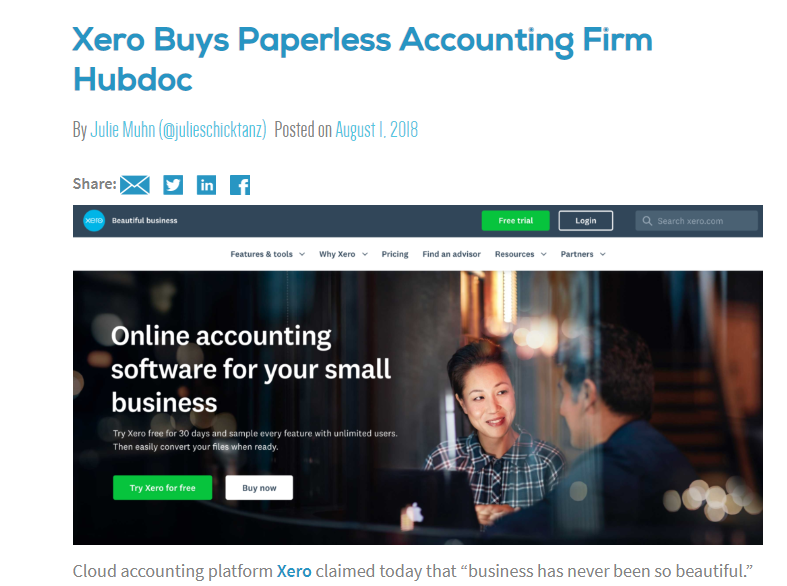 Xero Buys Paperless Accounting Firm
Hubdoc
By Julie Muhn (@julieschicktanz) Posted on August 1, 2018
Share:
xero Beautiful business Free trial Login Search xero.com
Features & tools Why Xero Pricing Find an advisor Resources Partners
Online accounting
software for your small
business
Try Xero free for 30 days and sample every feature with unlimited users.
Then easily convert your files when ready.
Try Xero for free Buy now
Cloud accounting platform Xero claimed today that “business has never been so beautiful.”